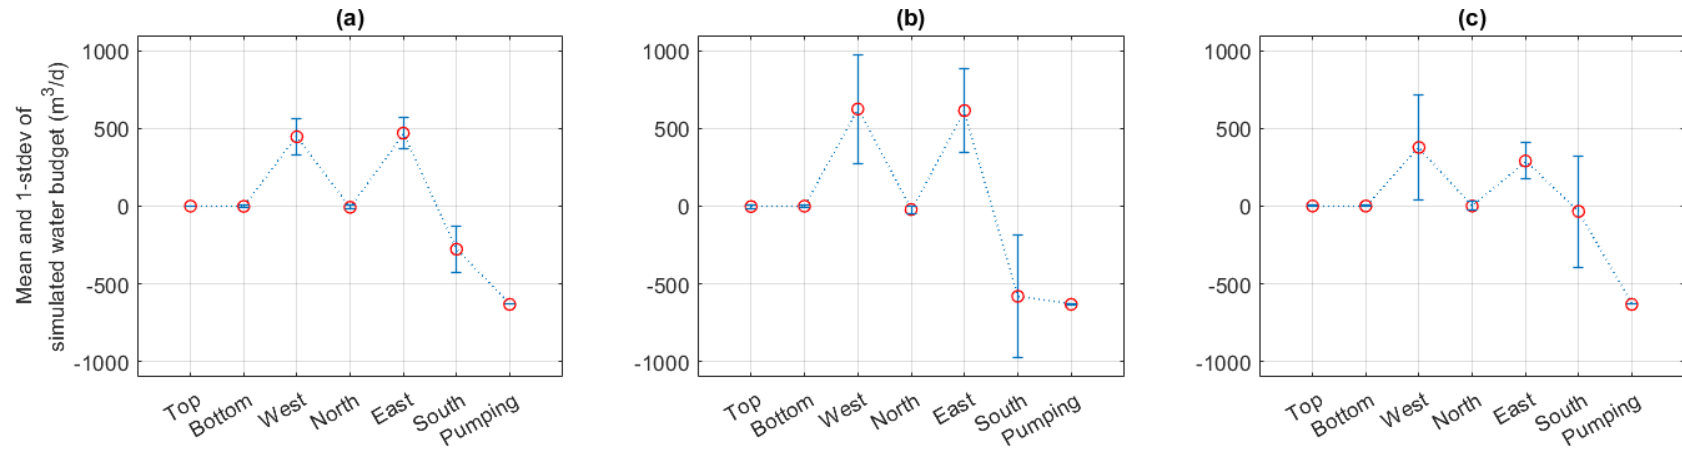 (a)
(b)
(c)
Mean and 1-stdev of
simulated water budget (m³/d)
1000
500
0
-500
-1000
Top
Bottom
West
North
East
South
Pumping
1000
500
0
-500
-1000
Top
Bottom
West
North
East
South
Pumping
1000
500
0
-500
-1000
Top
Bottom
West
North
East
South
Pumping